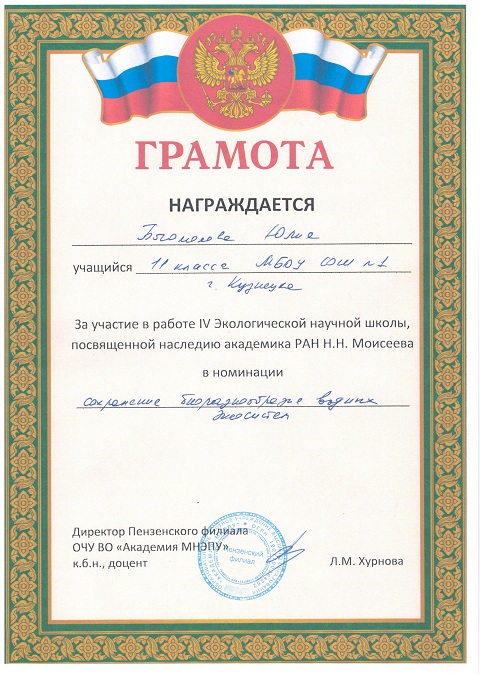 ГРАМОТА
НАГРАЖДАЕТСЯ
Богомолова Юлия
учащийся 11 класса МБОУ СОШ №1
г. Кузнецка
За участие в работе IV Экологической научной школы,
посвященной наследию академика РАН Н.Н. Моисеева
в номинации
сохранение биоразнообразие водных
экосистем
Директор Пензенского филиала
ОЧУ ВО «Академия МНЭПУ»
к.б.н., доцент
Л.М. Хурнова
Пензенский
филиал